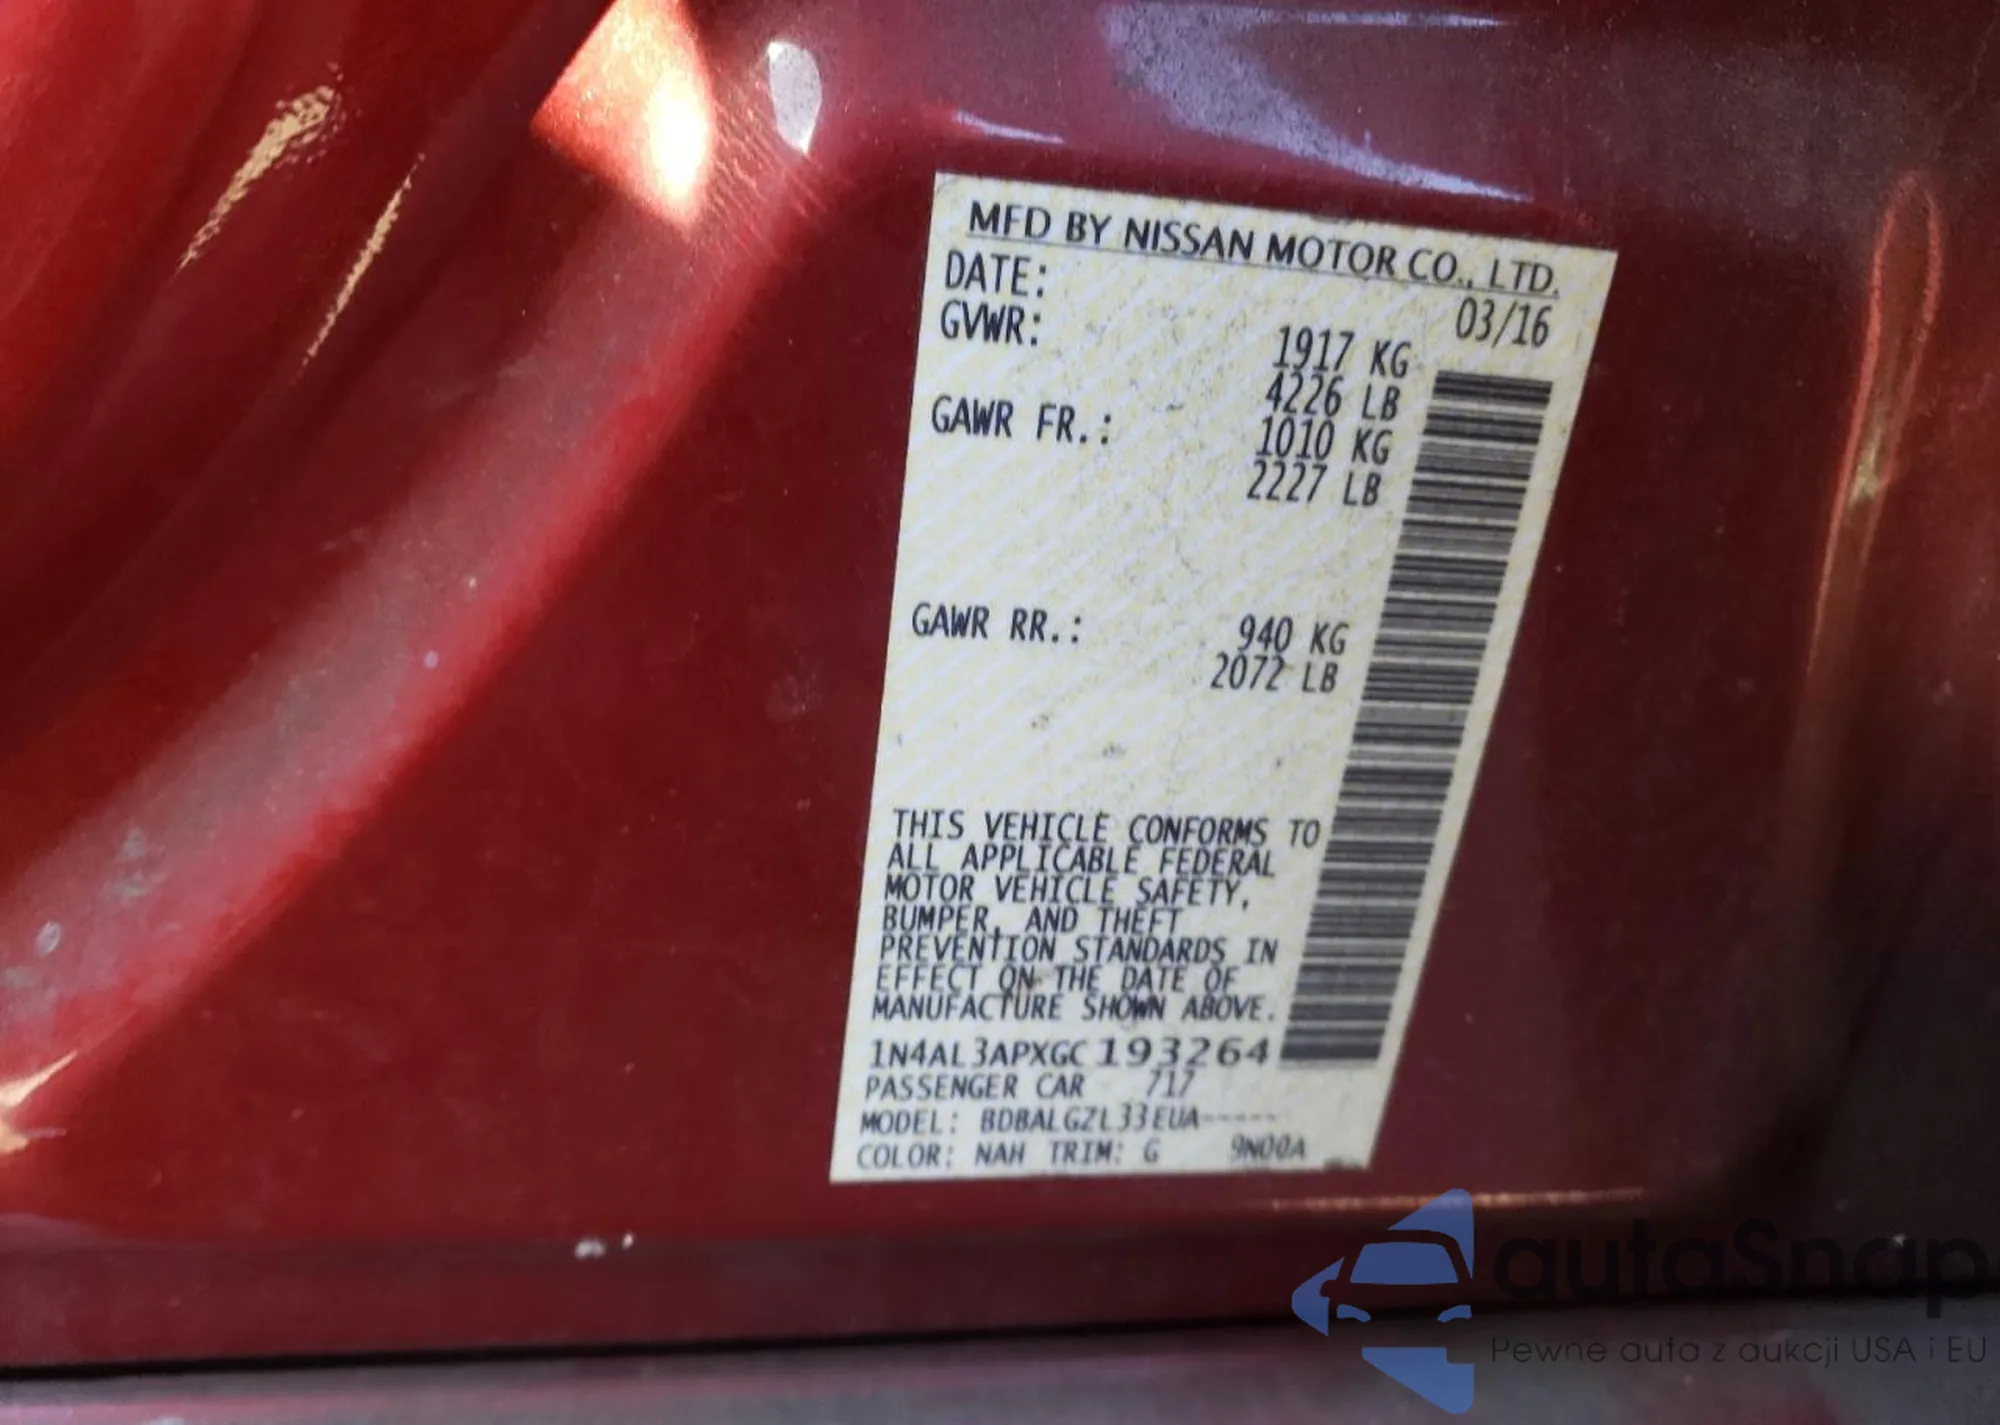 MFD BY NISSAN MOTOR CO., LTD.
DATE: 03/16
GVWR: 1917 KG
4226 LB
GAWR FR.: 1010 KG
2227 LB
GAWR RR.: 940 KG
2072 LB
THIS VEHICLE CONFORMS TO
ALL APPLICABLE FEDERAL
MOTOR VEHICLE SAFETY,
BUMPER, AND THEFT
PREVENTION STANDARDS IN
EFFECT ON THE DATE OF
MANUFACTURE SHOWN ABOVE.
1N4AL3APXGC193264
PASSENGER CAR 717
MODEL: BDBALGZL33EUA-----
COLOR: NAH TRIM: G 9N00A
autaSnap
Pewne auta z aukcji USA i EU